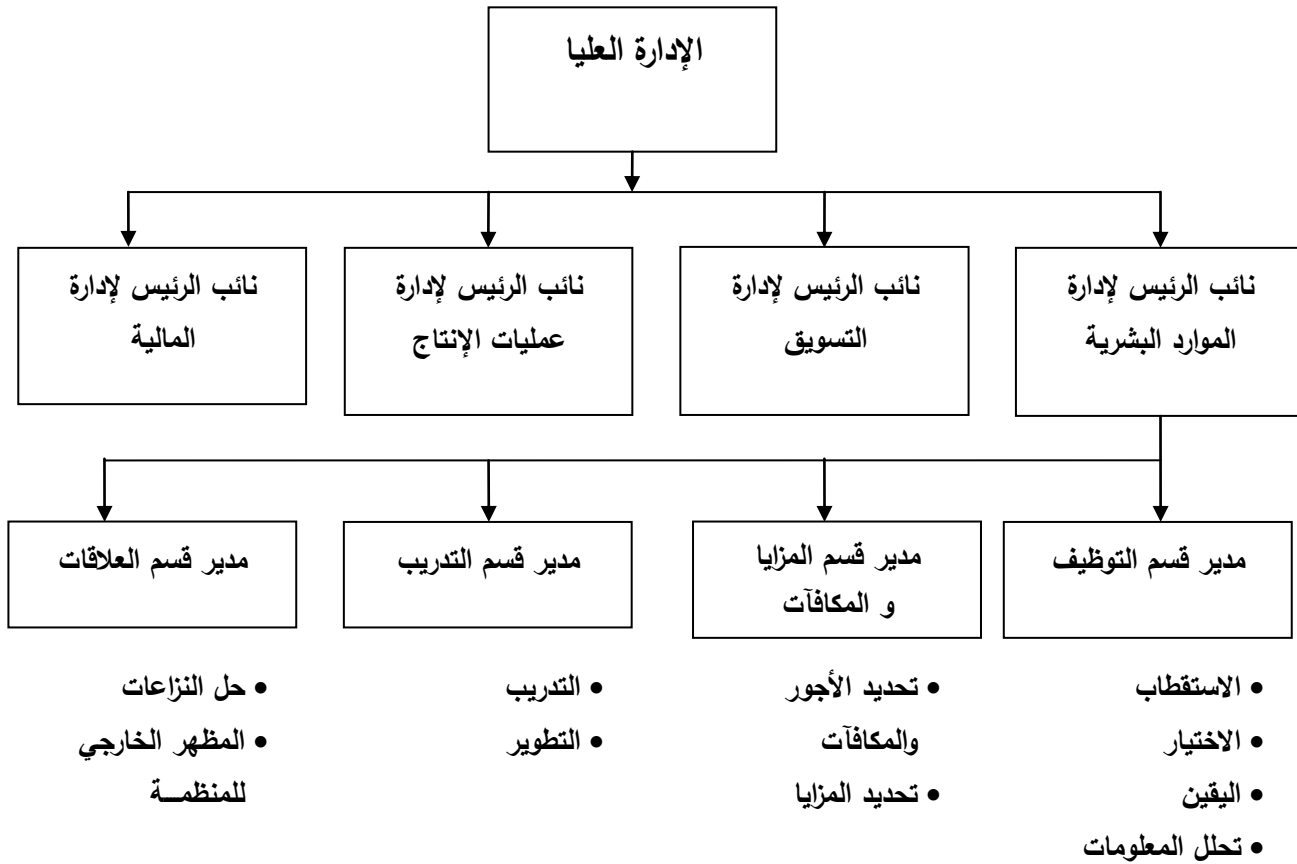 الإدارة العليا
نائب الرئيس لإدارة
الموارد البشرية
نائب الرئيس لإدارة
التسويق
نائب الرئيس لإدارة
عمليات الإنتاج
نائب الرئيس لإدارة
المالية
مدير قسم التوظيف
مدير قسم المزايا
و المكافآت
مدير قسم التدريب
مدير قسم العلاقات
• الاستقطاب
• الاختيار
• اليقين
• تحلل المعلومات
• تحديد الأجور
والمكافآت
• تحديد المزايا
• التدريب
• التطوير
• حل النزاعات
• المظهر الخارجي
للمنظمـــة